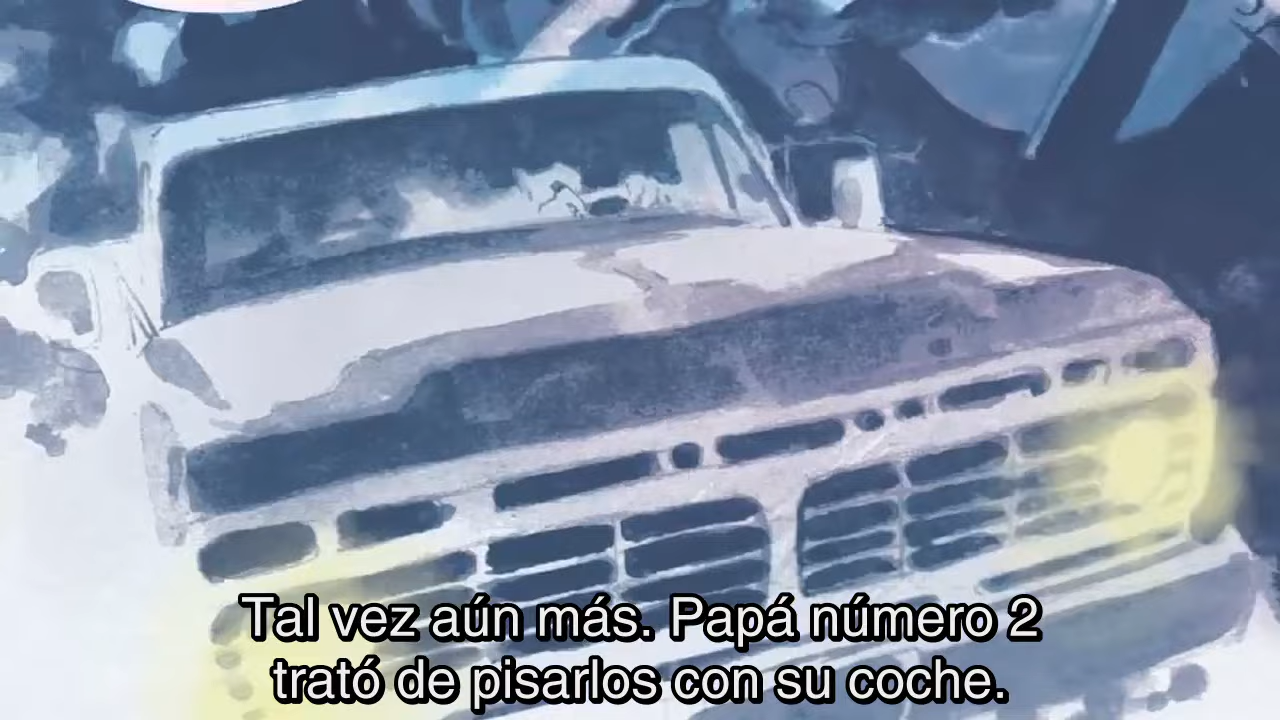 Tal vez aún más. Papá número 2
trató de pisarlos con su coche.